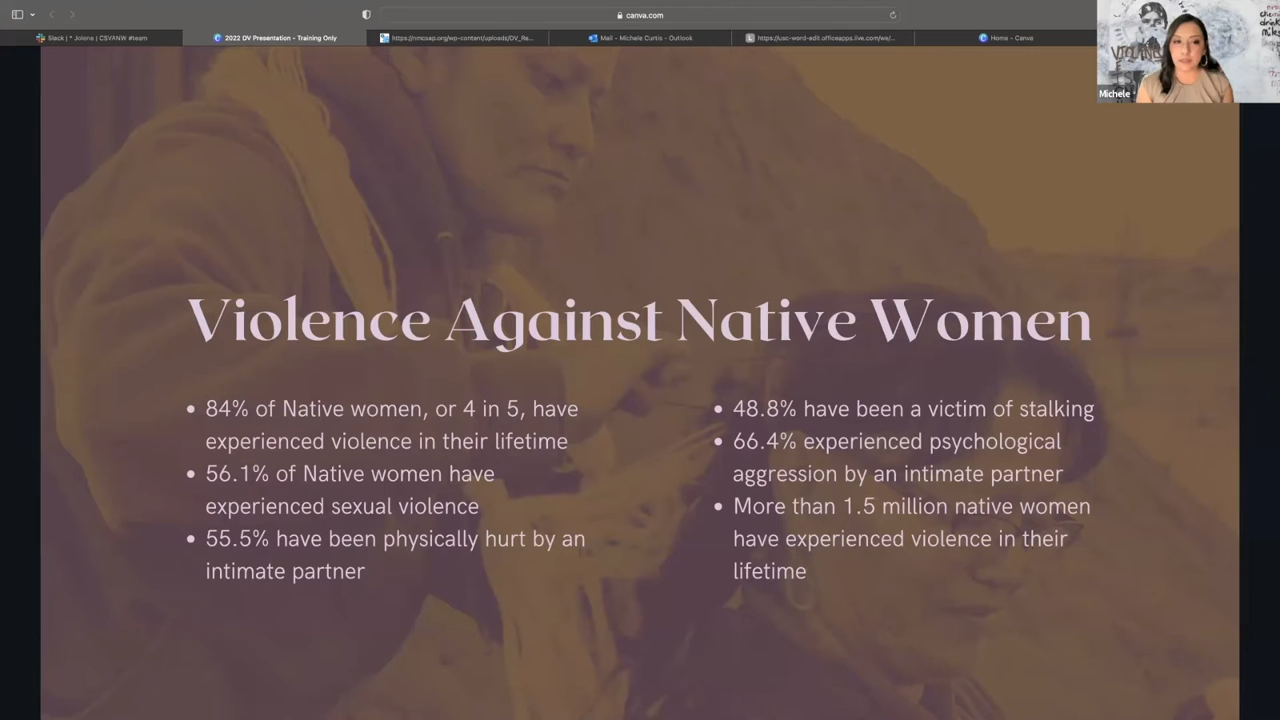 canva.com
Slack | * Jolene | CSVANW #team
2022 DV Presentation - Training Only
https://nmcsap.org/wp-content/uploads/DV_Re...
Mail - Michele Curtis - Outlook
https://usc-word-edit.officeapps.live.com/we/...
Home - Canva
Michele
Violence Against Native Women
• 84% of Native women, or 4 in 5, have
experienced violence in their lifetime
• 56.1% of Native women have
experienced sexual violence
• 55.5% have been physically hurt by an
intimate partner
• 48.8% have been a victim of stalking
• 66.4% experienced psychological
aggression by an intimate partner
• More than 1.5 million native women
have experienced violence in their
lifetime